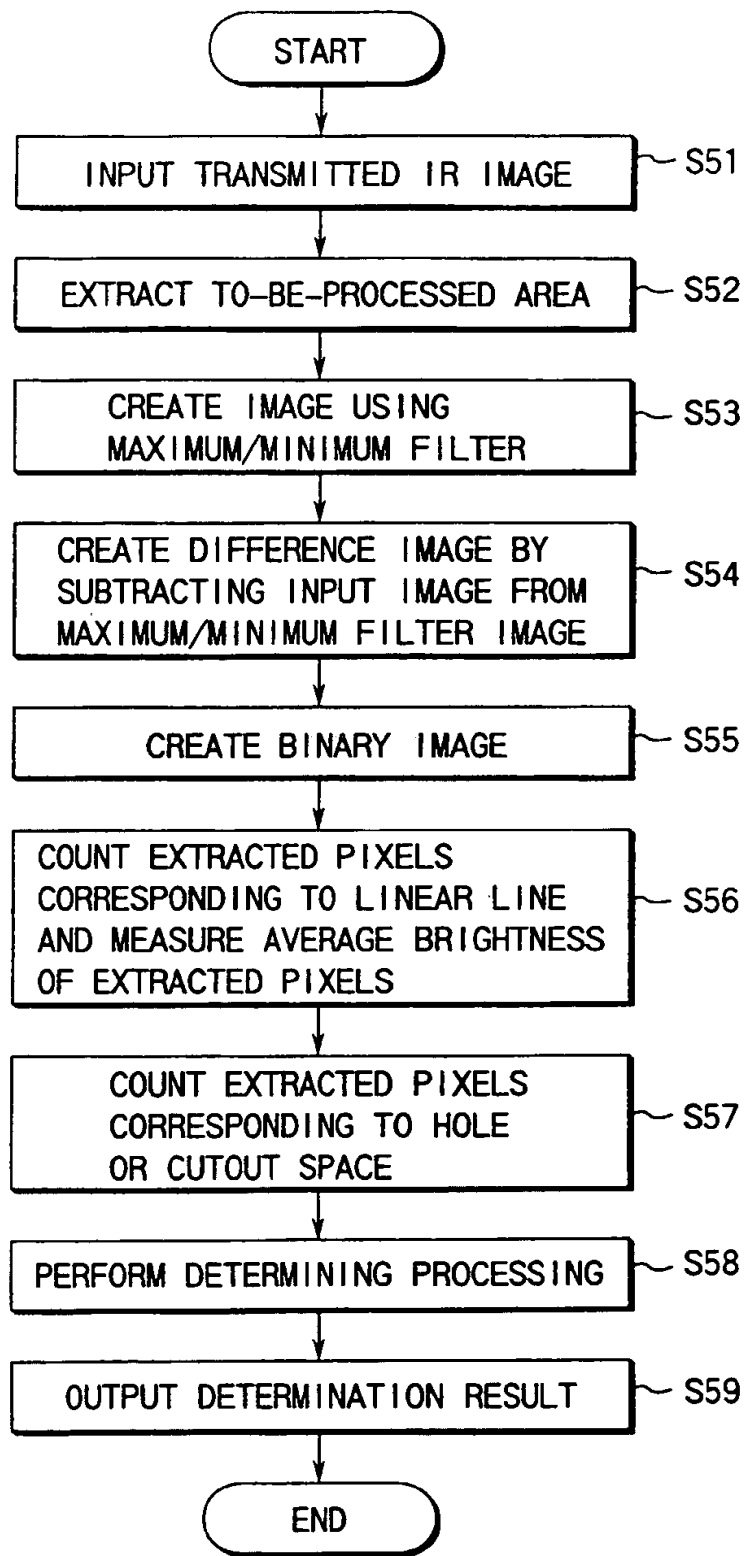 START
INPUT TRANSMITTED IR IMAGE
S51
EXTRACT TO-BE-PROCESSED AREA
S52
CREATE IMAGE USING
MAXIMUM/MINIMUM FILTER
S53
CREATE DIFFERENCE IMAGE BY
SUBTRACTING INPUT IMAGE FROM
MAXIMUM/MINIMUM FILTER IMAGE
S54
CREATE BINARY IMAGE
S55
COUNT EXTRACTED PIXELS
CORRESPONDING TO LINEAR LINE
AND MEASURE AVERAGE BRIGHTNESS
OF EXTRACTED PIXELS
S56
COUNT EXTRACTED PIXELS
CORRESPONDING TO HOLE
OR CUTOUT SPACE
S57
PERFORM DETERMINING PROCESSING
S58
OUTPUT DETERMINATION RESULT
S59
END